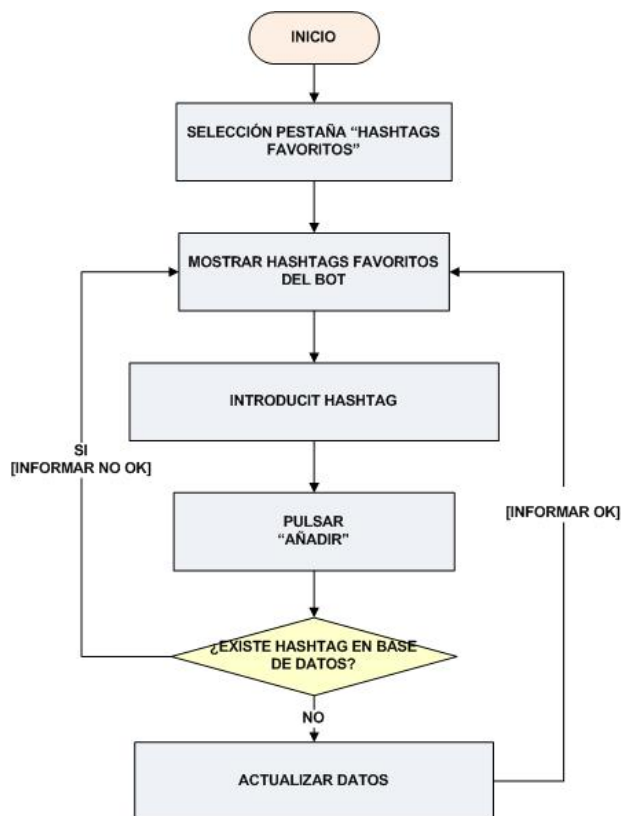 INICIO
SELECCIÓN PESTAÑA “HASHTAGS
FAVORITOS”
MOSTRAR HASHTAGS FAVORITOS
DEL BOT
INTRODUCIT HASHTAG
SI
[INFORMAR NO OK]
PULSAR
“AÑADIR”
[INFORMAR OK]
¿EXISTE HASHTAG EN BASE
DE DATOS?
NO
ACTUALIZAR DATOS